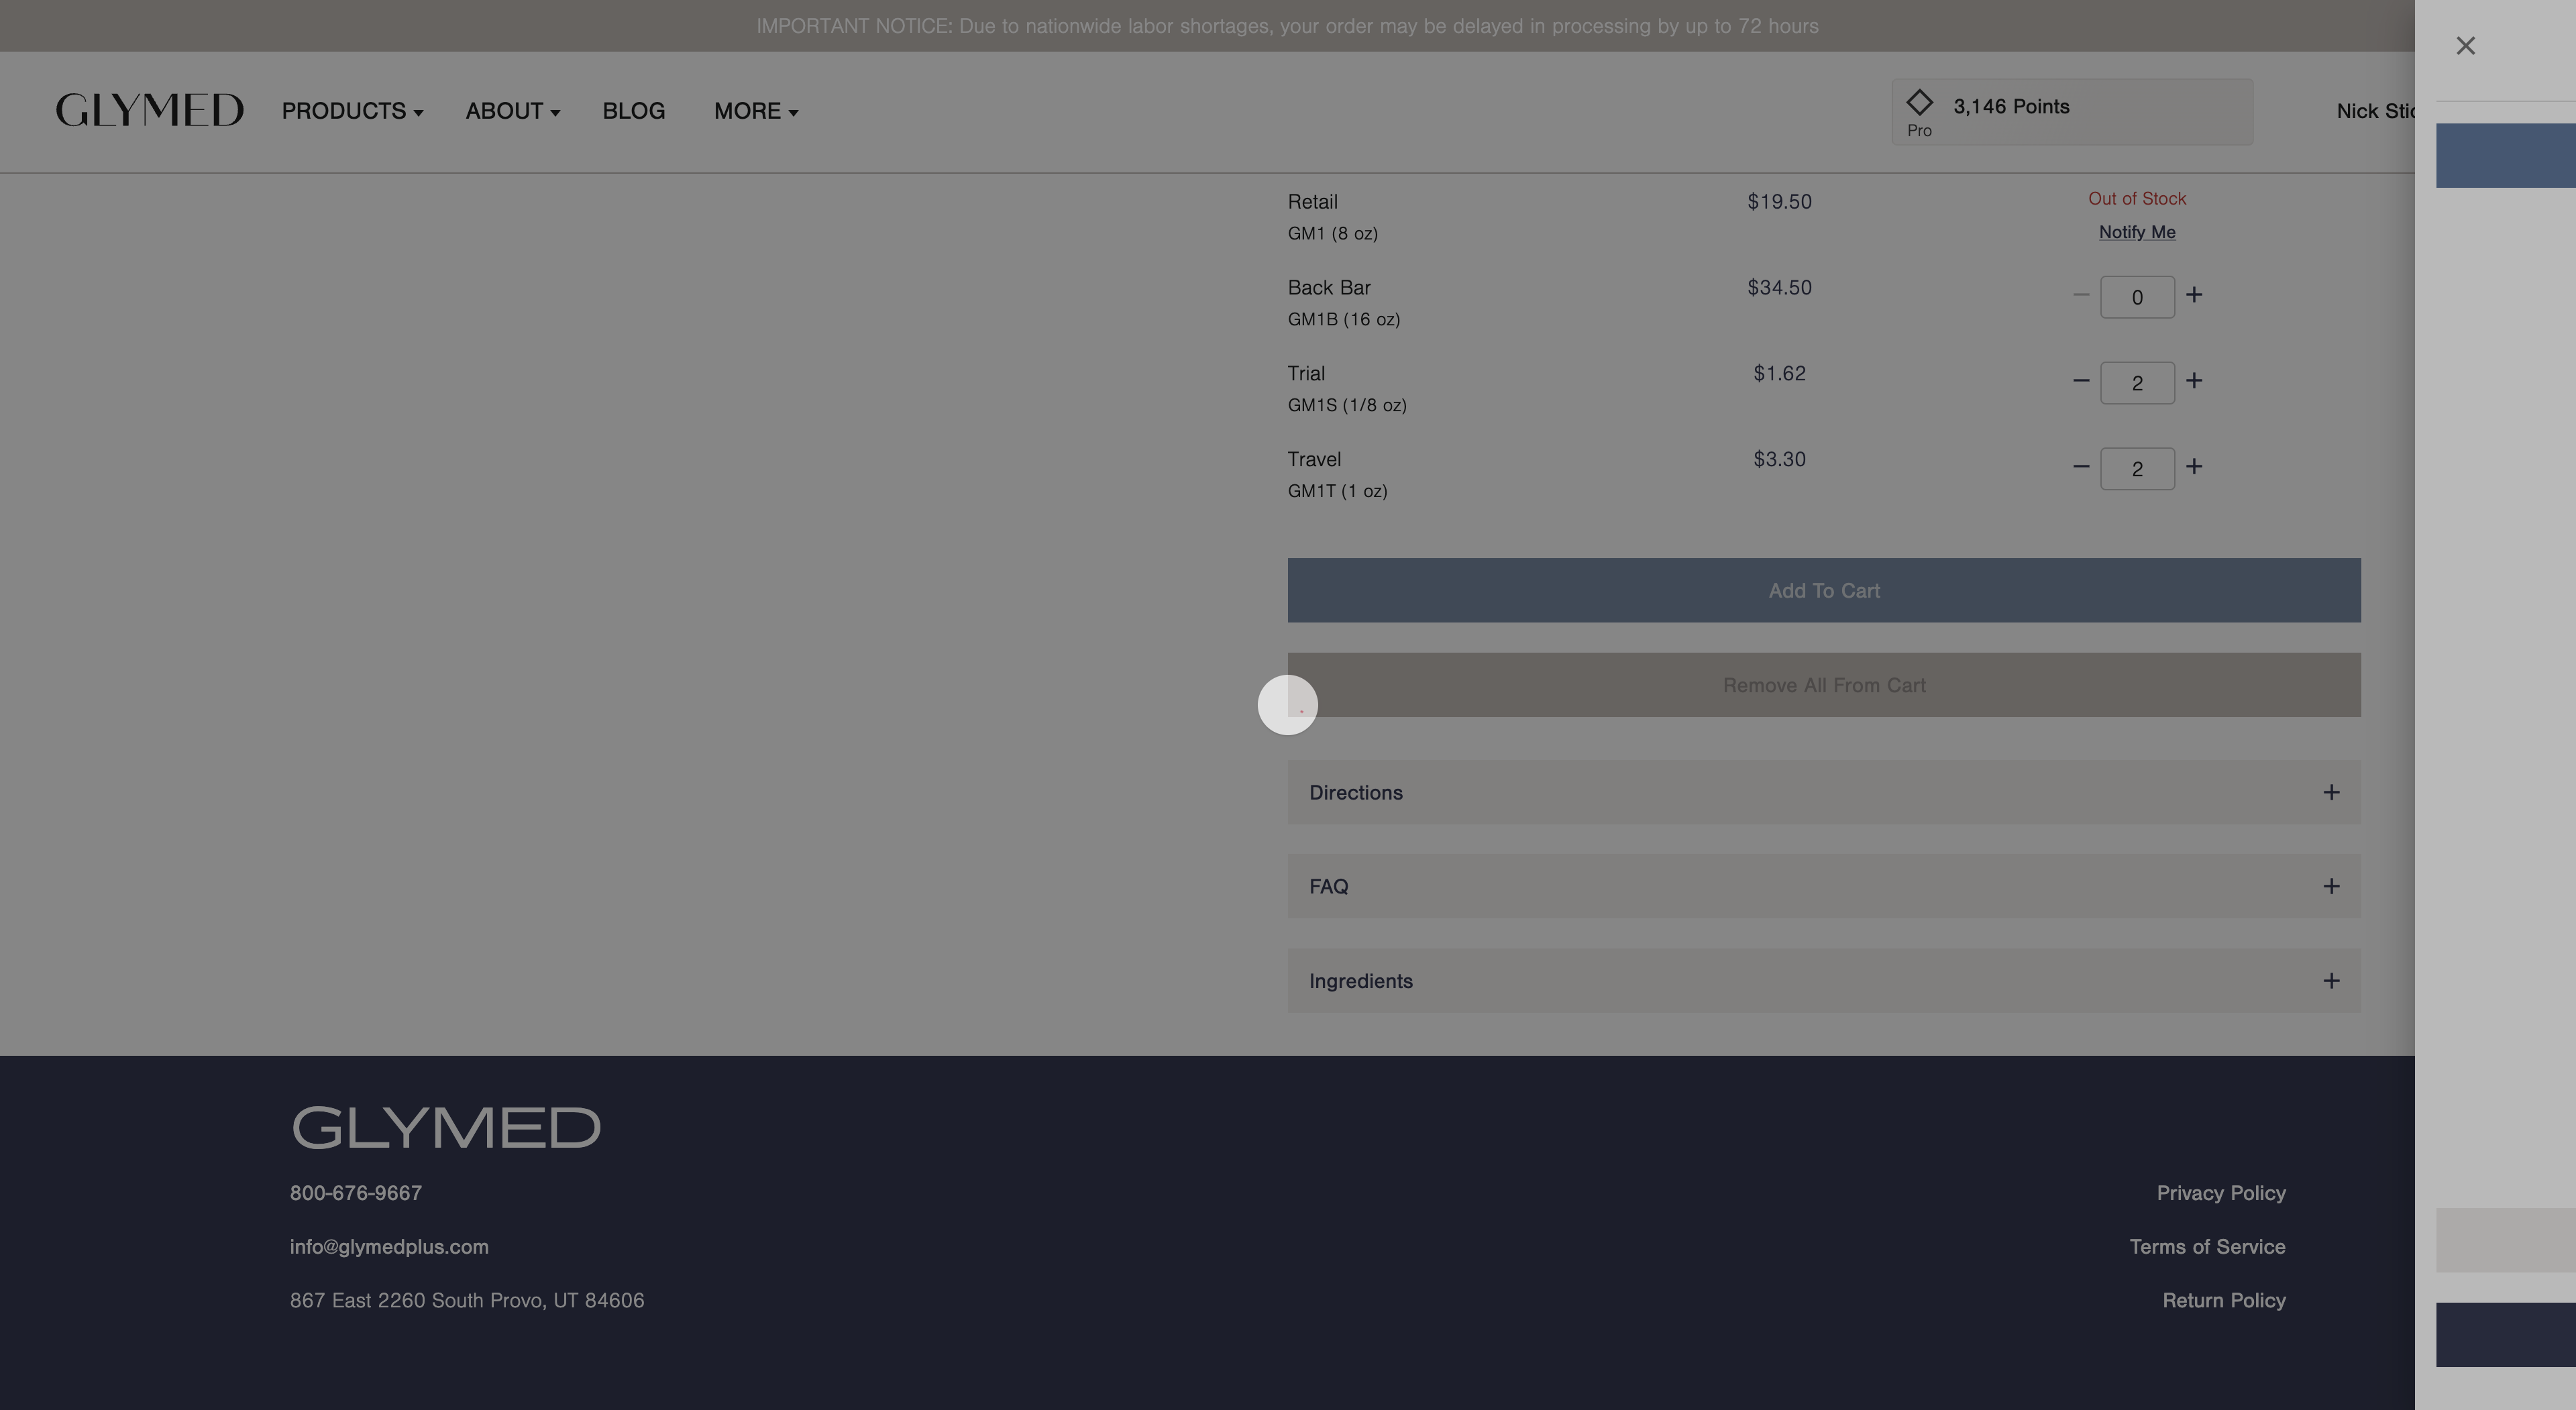 IMPORTANT NOTICE: Due to nationwide labor shortages, your order may be delayed in processing by up to 72 hours
GLYMED
PRODUCTS
ABOUT
BLOG
MORE
3,146 Points
Pro
Nick
Retail
$19.50
Out of Stock
GM1 (8 oz)
Notify Me
Back Bar
$34.50
0
GM1B (16 oz)
Trial
$1.62
2
GM1S (1/8 oz)
Travel
$3.30
2
GM1T (1 oz)
Add To Cart
Remove All From Cart
Directions
FAQ
Ingredients
GLYMED
800-676-9667
Privacy Policy
info@glymedplus.com
Terms of Service
867 East 2260 South Provo, UT 84606
Return Policy